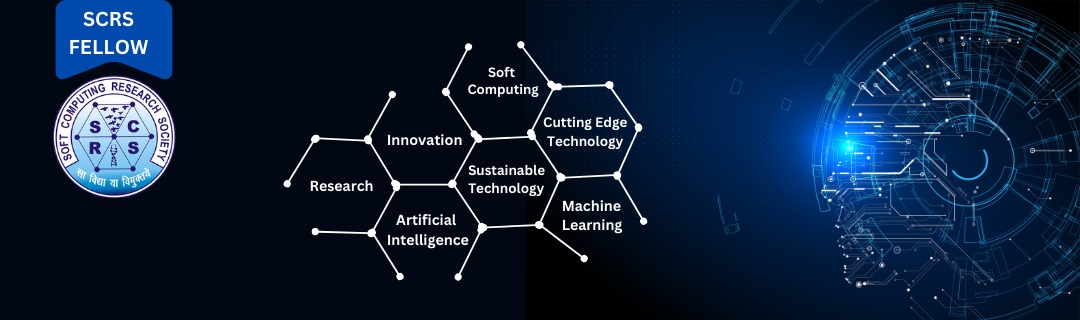 SCRS
FELLOW
SOFT COMPUTING RESEARCH SOCIETY
S C
R S
सा विद्या या विमुक्तये
Soft
Computing
Innovation
Cutting Edge
Technology
Research
Sustainable
Technology
Artificial
Intelligence
Machine
Learning